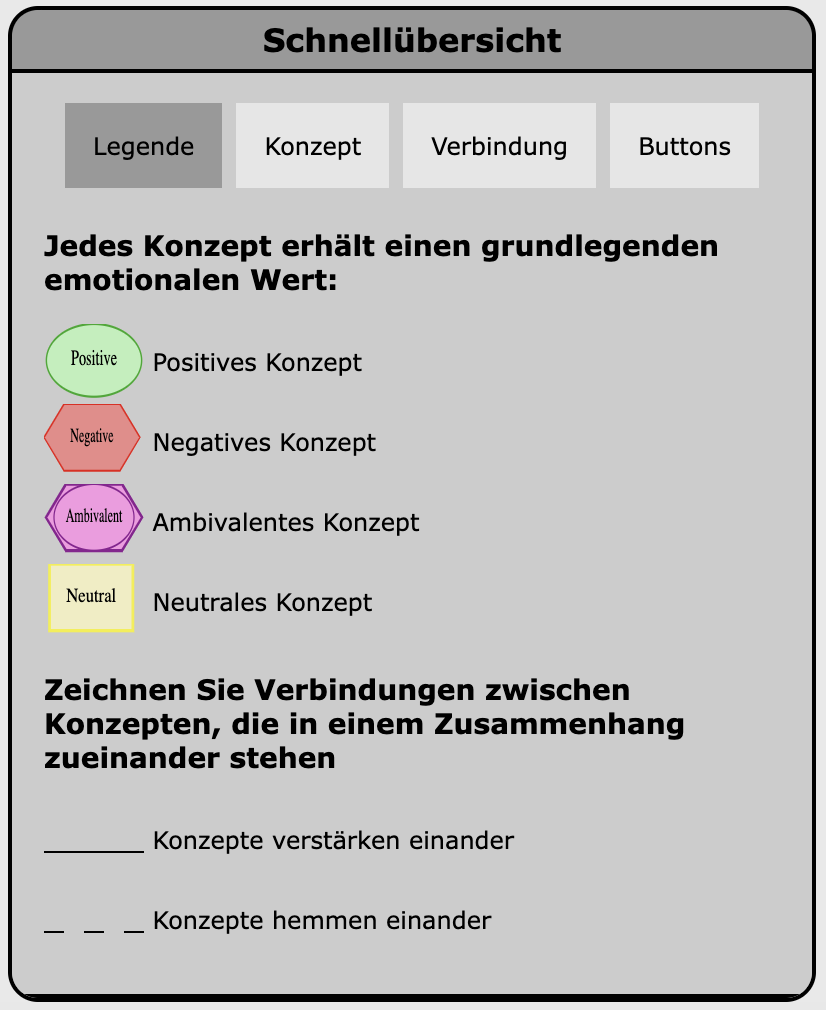 Schnellübersicht
Legende Konzept Verbindung Buttons
Jedes Konzept erhält einen grundlegenden
emotionalen Wert:
Positive Positives Konzept
Negative Negatives Konzept
Ambivalent Ambivalentes Konzept
Neutral Neutrales Konzept
Zeichnen Sie Verbindungen zwischen
Konzepten, die in einem Zusammenhang
zueinander stehen
Konzepte verstärken einander
Konzepte hemmen einander